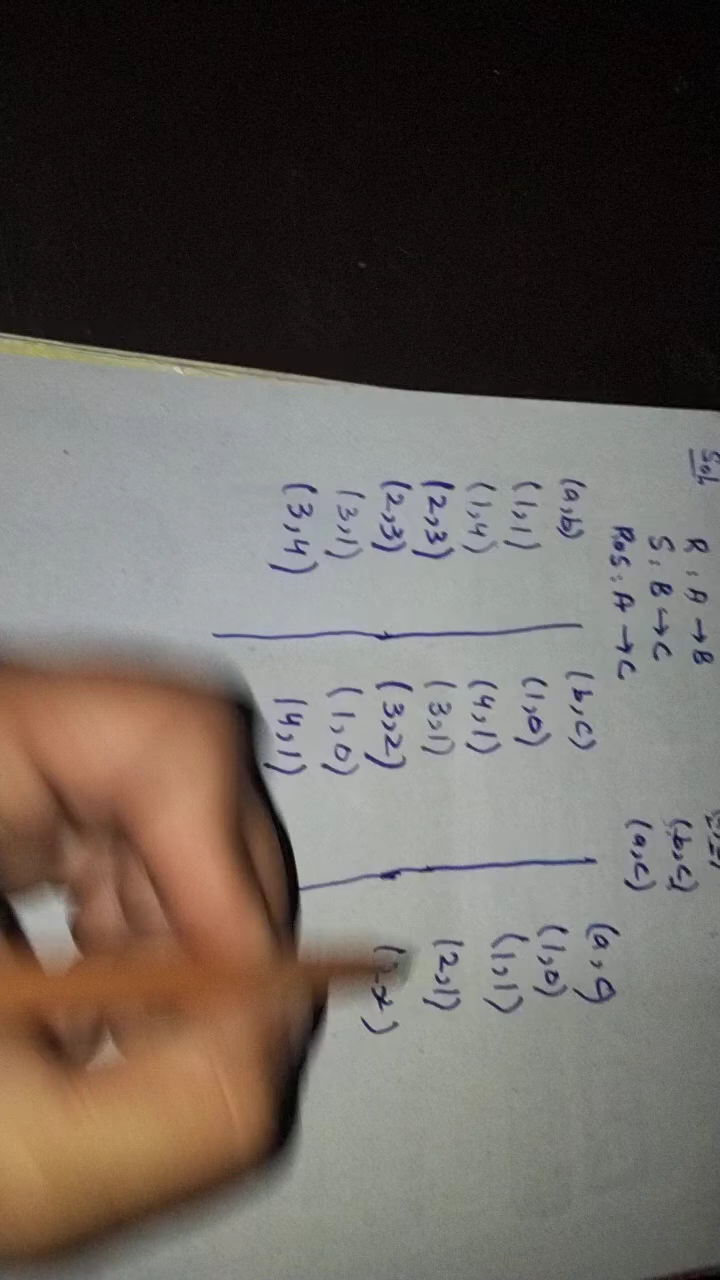 Sol R : A → B
S : B → C (b,c)
RoS : A → C (a,c)
(a,b) (b,c) (a,c)
(1,1) (1,0) (1,0)
(1,4) (4,1) (1,1)
(2,3) (3,1) (2,1)
(2,3) (3,2)
(3,1) (1,0)
(3,4) (4,1)